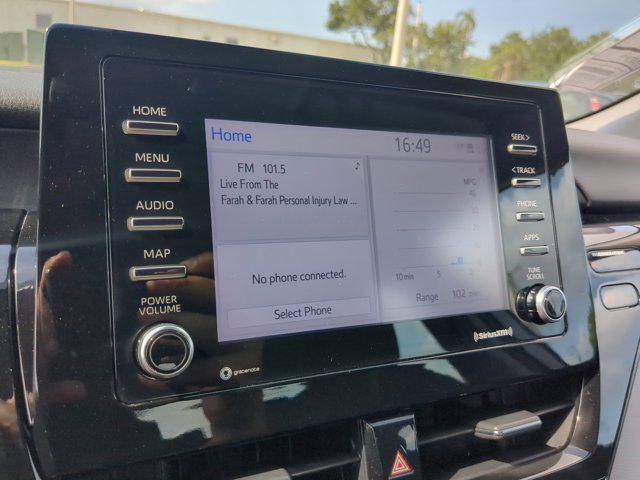 HOME
MENU
AUDIO
MAP
POWER
VOLUME
Home
16:49
FM 101.5
Live From The
Farah & Farah Personal Injury Law ...
No phone connected.
Select Phone
MPG
10 min 5 0
Range 102 miles
SEEK >
< TRACK
PHONE
APPS
TUNE
SCROLL
gracenote
SiriusXM